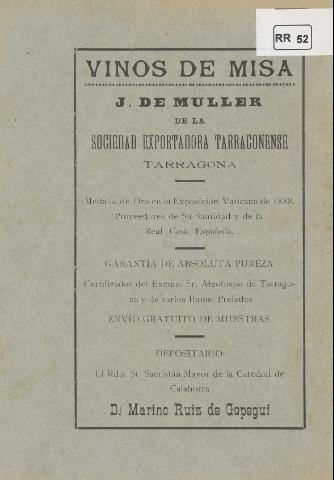 RR 52
VINOS DE MISA
J. DE MULLER
DE LA
SOCIEDAD EXPORTADORA TARRACONENSE
TARRAGONA
Medalla de Oro en la Exposición Vaticana de 1888.
Proveedores de Su Santidad y de la
Real Casa Española.
GARANTÍA DE ABSOLUTA PUREZA
Certificados del Excmo. Sr. Arzobispo de Tarrago-
na y de varios Ilmos. Prelados
ENVÍO GRATUITO DE MUESTRAS
DEPOSITARIO:
El Rdo. Sr. Sacristán Mayor de la Catedral de
Calahorra
D. Marino Ruiz de Gopegui